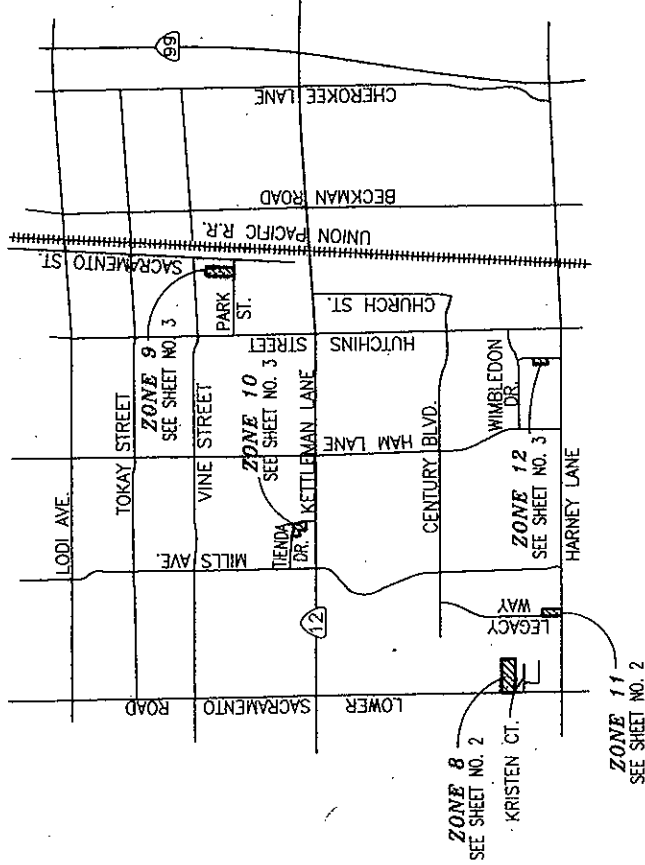 99
CHEROKEE LANE
BECKMAN ROAD
UNION PACIFIC R.R.
SACRAMENTO ST.
PARK
ST.
CHURCH ST.
HUTCHINS
STREET
ZONE 9
SEE SHEET NO. 3
ZONE 10
SEE SHEET NO. 3
WIMBLEDON
DR.
ZONE 12
SEE SHEET NO. 3
LODI AVE.
TOKAY STREET
VINE STREET
KETTLEMAN LANE
HAM LANE
CENTURY BLVD.
HARNEY LANE
TIENDA
DR.
MILLS AVE.
12
LEGACY
WAY
LOWER
SACRAMENTO
ROAD
ZONE 8
SEE SHEET NO. 2
KRISTEN CT.
ZONE 11
SEE SHEET NO. 2